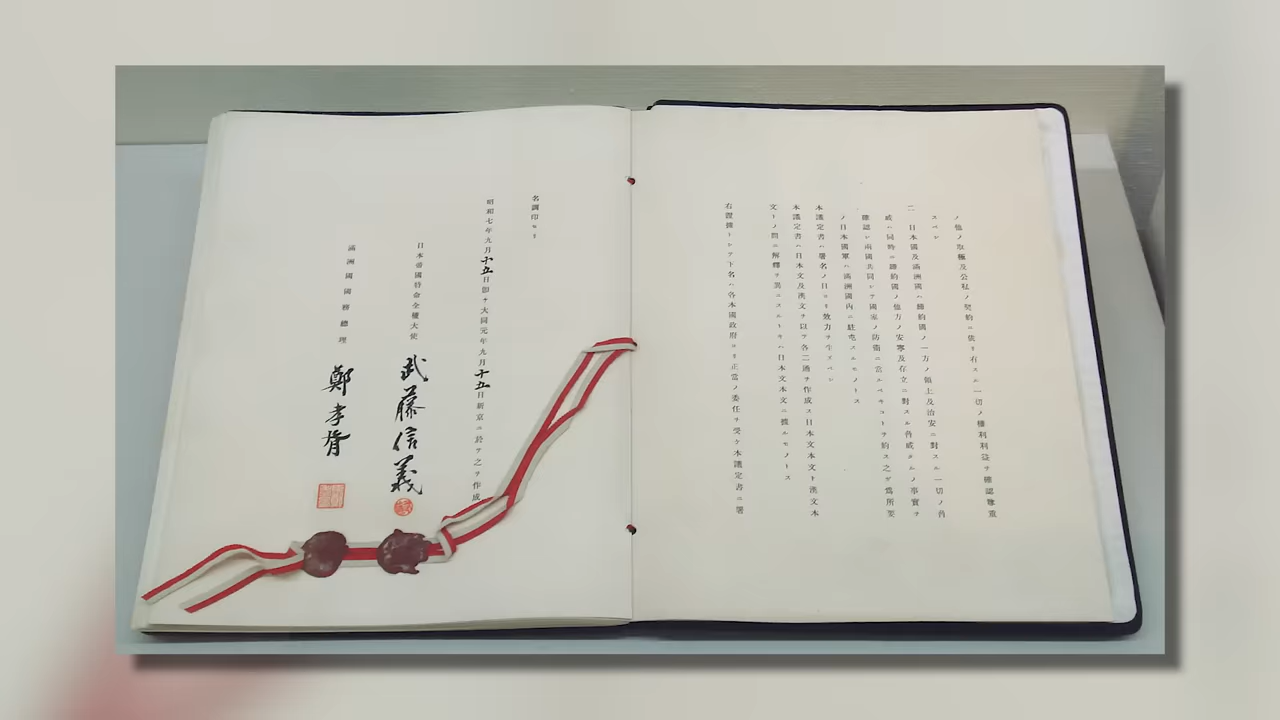 ノ他ノ取極及公私ノ契約ニ依リ有スル一切ノ權利利益ヲ確認尊重
スベシ
二 日本國及滿洲國ハ締約國ノ一方ノ領土及治安ニ對スル一切ノ脅
威ハ同時ニ締約國ノ他方ノ安寧及存立ニ對スル脅威タルノ事實ヲ
確認シ兩國共同シテ國家ノ防衞ニ當ルベキコトヲ約ス之ガ爲所要
ノ日本國軍ハ滿洲國內ニ駐屯スルモノトス
本議定書ハ署名ノ日ヨリ效力ヲ生ズベシ
本議定書ハ日本文及漢文ヲ以テ各二通ヲ作成ス日本文本文ト漢文本
文トノ間ニ解釋ヲ異ニスルトキハ日本文本文ニ據ルモノトス
右證據トシテ下名ハ各本國政府ヨリ正當ノ委任ヲ受ケ本議定書ニ署
名調印セリ
昭和七年九月十五日卽チ大同元年九月十五日新京ニ於テ之ヲ作成
日本帝國特命全權大使 武藤信義
滿洲國國務總理 鄭孝胥